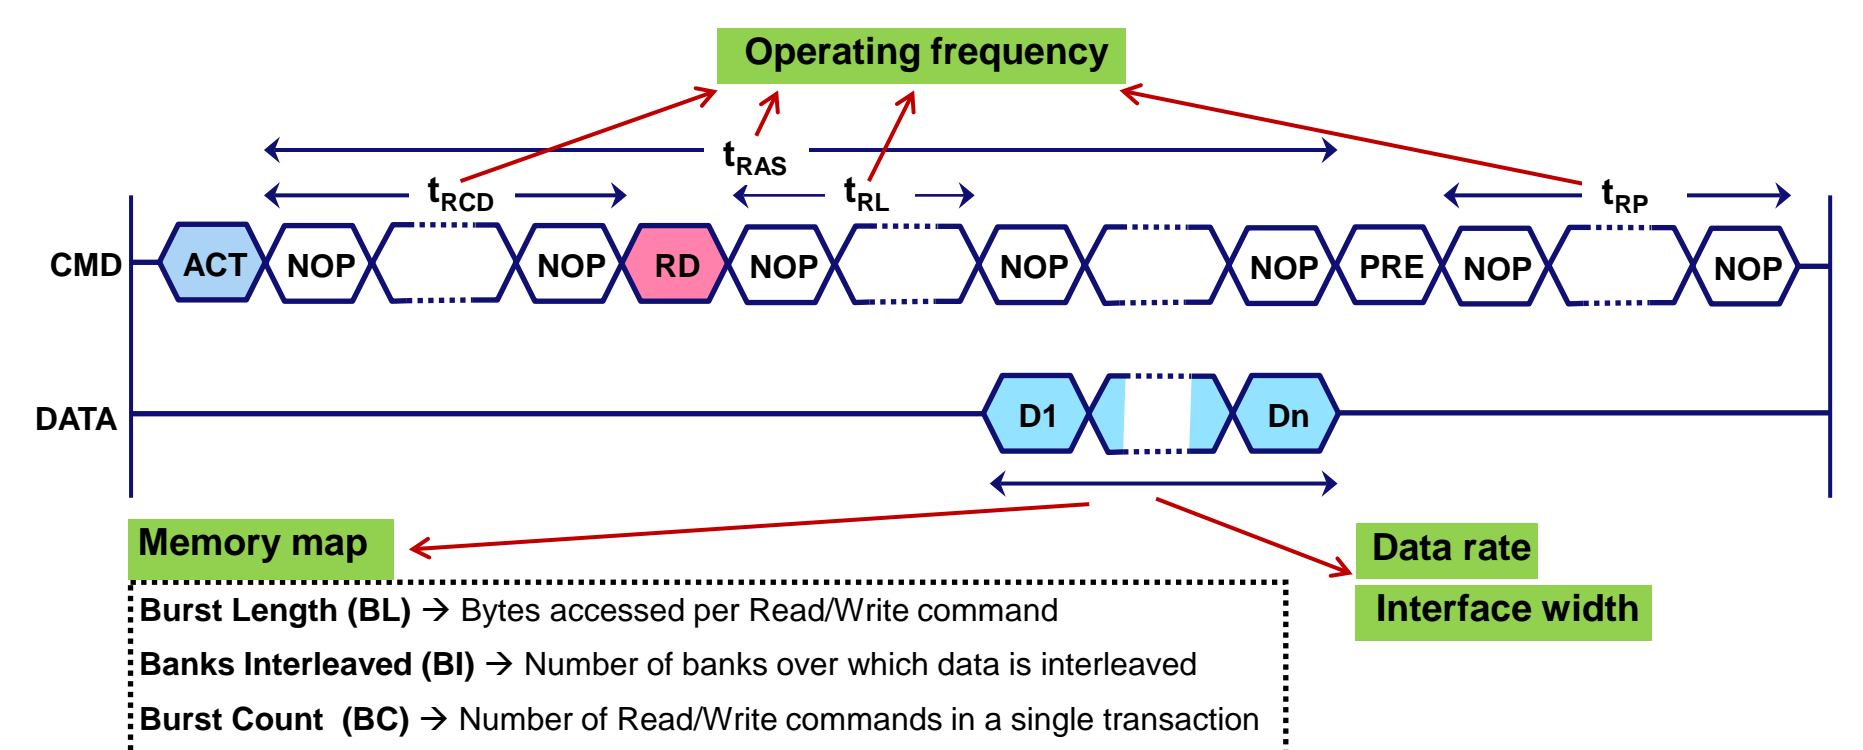 Operating frequency
tRAS
tRCD
tRL
tRP
CMD ACT NOP NOP RD NOP NOP NOP PRE NOP NOP
DATA D1 Dn
Memory map
Data rate
Interface width
Burst Length (BL) → Bytes accessed per Read/Write command
Banks Interleaved (BI) → Number of banks over which data is interleaved
Burst Count (BC) → Number of Read/Write commands in a single transaction